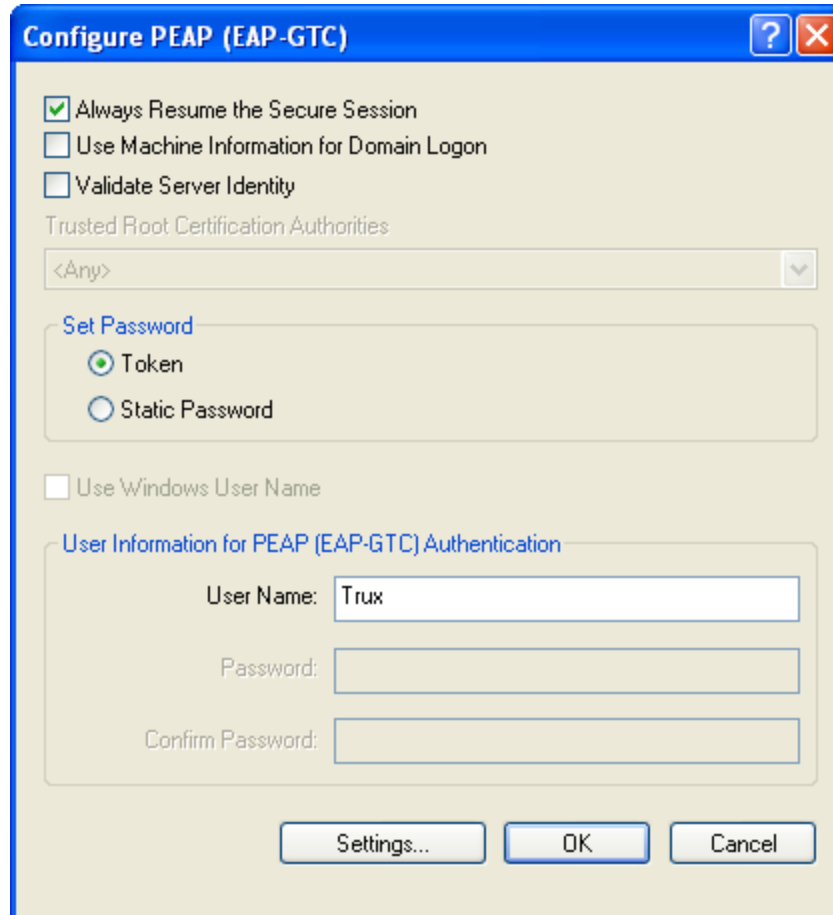 Configure PEAP (EAP-GTC)
Always Resume the Secure Session
Use Machine Information for Domain Logon
Validate Server Identity
Trusted Root Certification Authorities
<Any>
Set Password
Token
Static Password
Use Windows User Name
User Information for PEAP (EAP-GTC) Authentication
User Name: Trux
Password:
Confirm Password:
Settings... OK Cancel